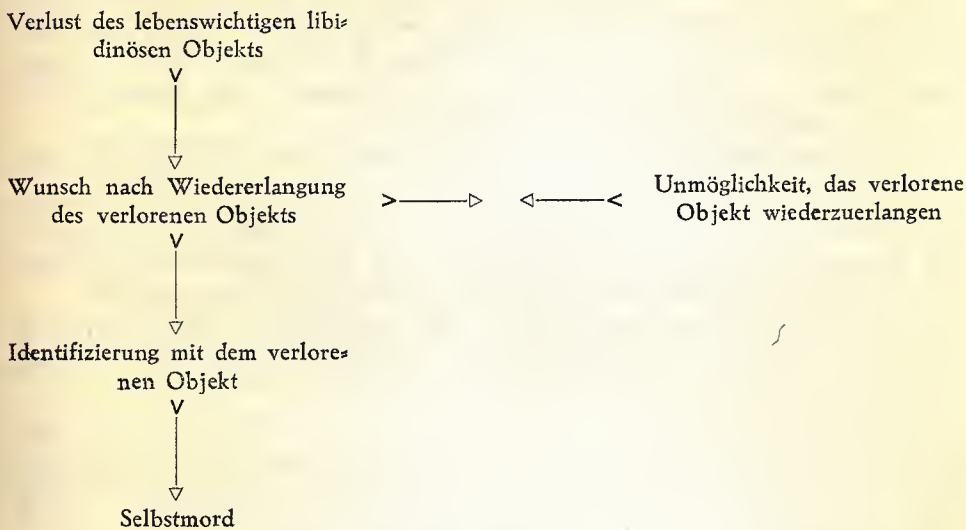 Verlust des lebenswichtigen libi⸗
dinösen Objekts
Wunsch nach Wiedererlangung
des verlorenen Objekts
Unmöglichkeit, das verlorene
Objekt wiederzuerlangen
Identifizierung mit dem verlore⸗
nen Objekt
Selbstmord